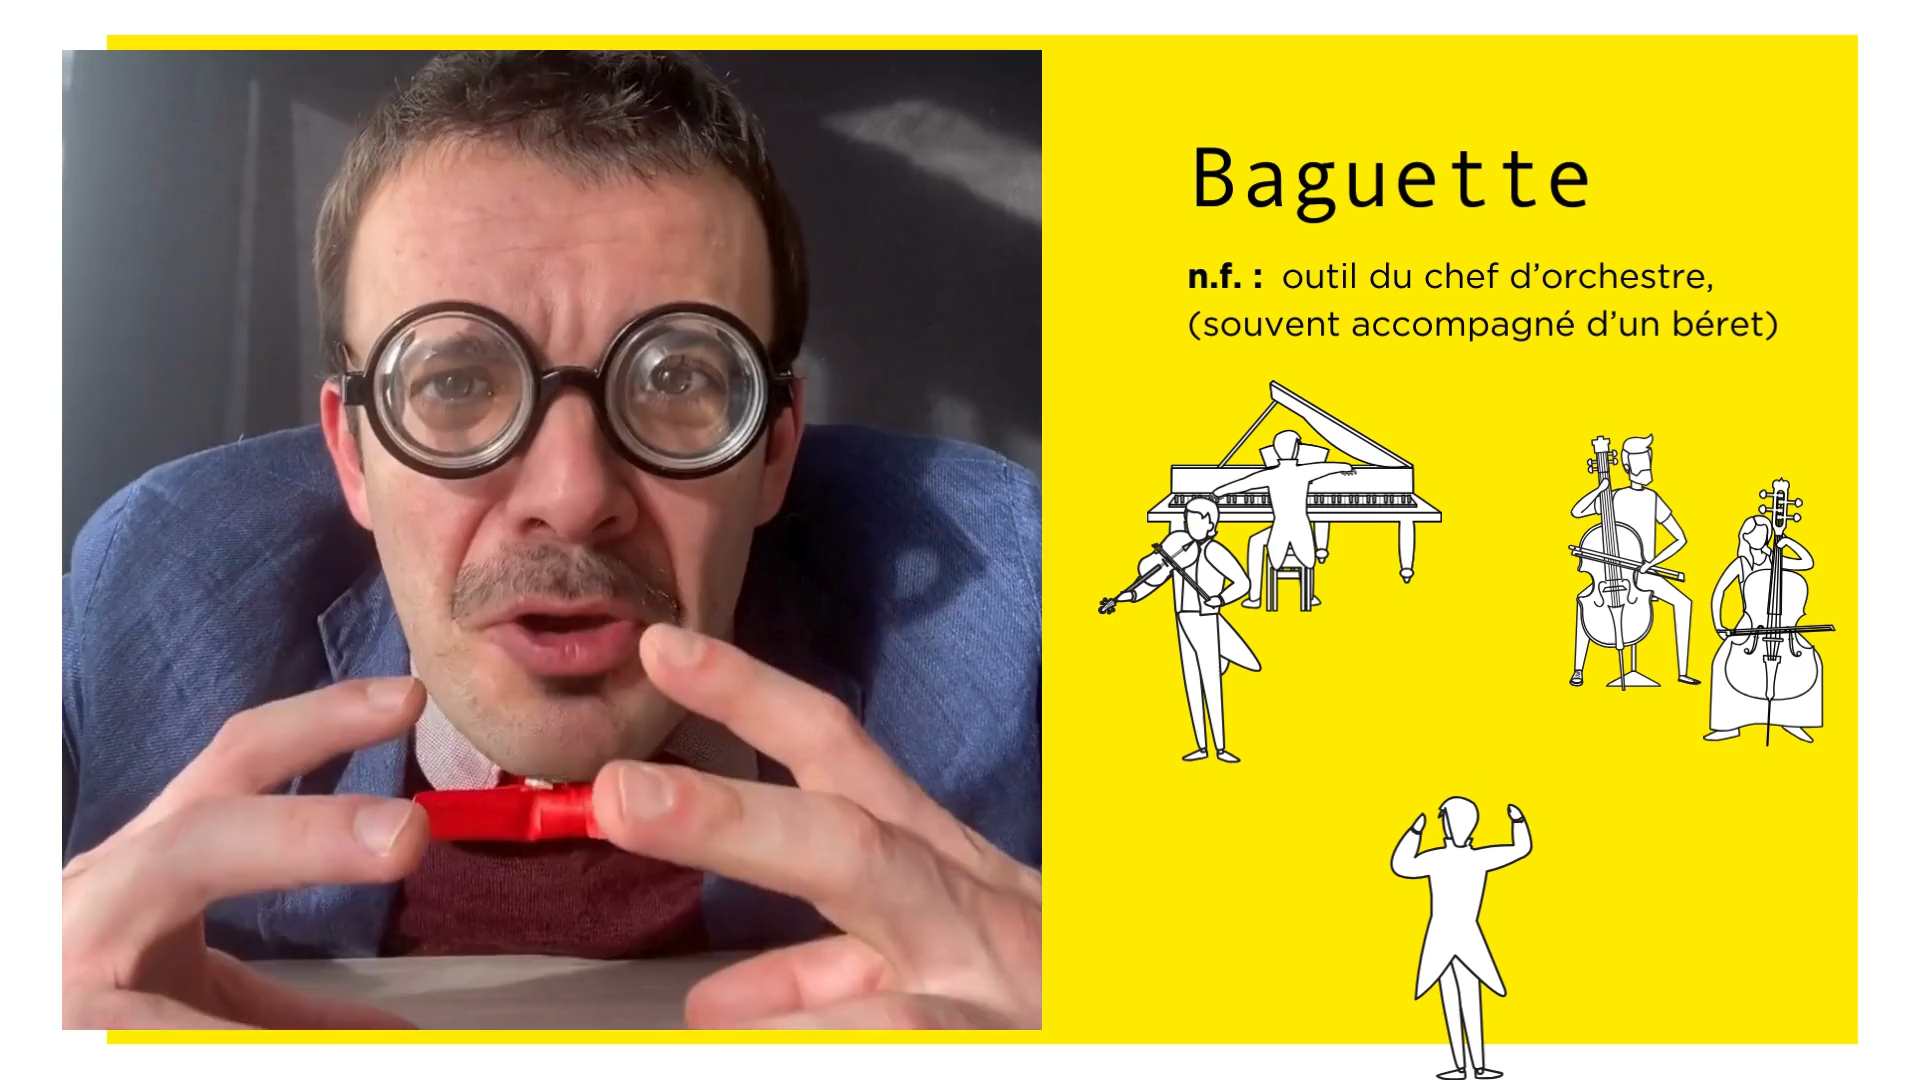 Baguette
n.f. : outil du chef d’orchestre,
(souvent accompagné d’un béret)